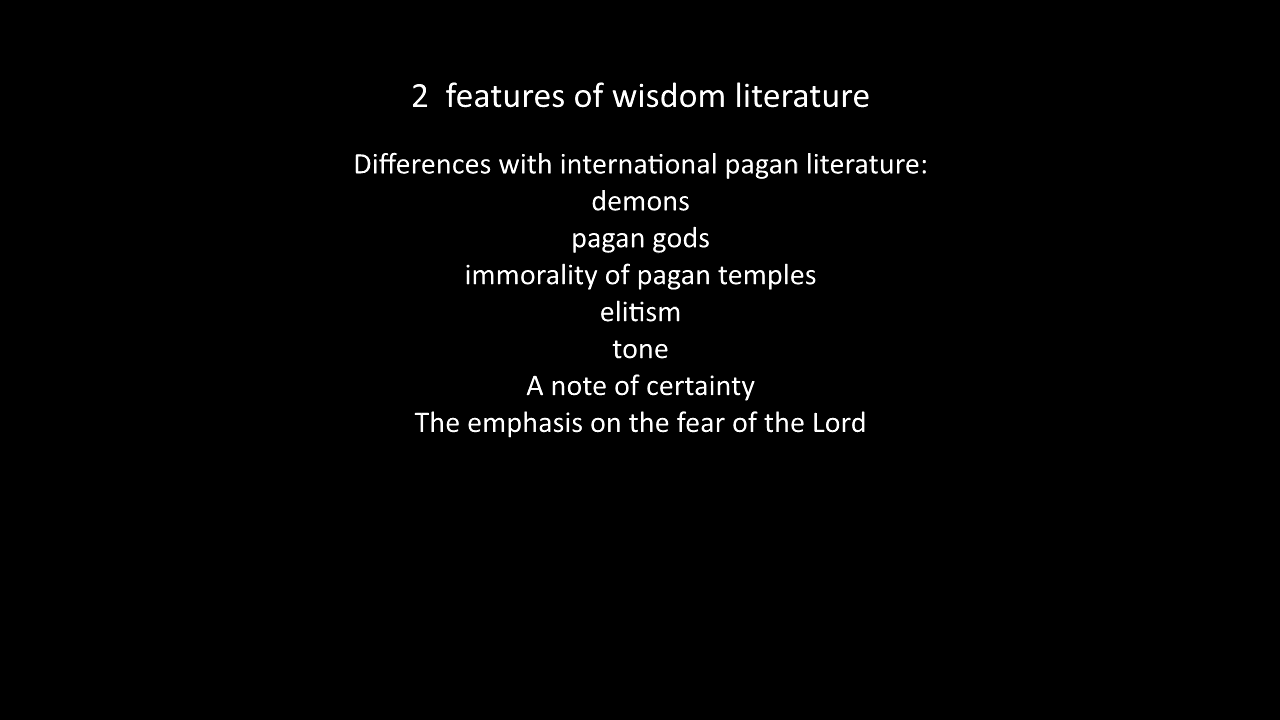 2  features of wisdom literature
Differences with international pagan literature:
demons
pagan gods
immorality of pagan temples
elitism
tone
A note of certainty
The emphasis on the fear of the Lord